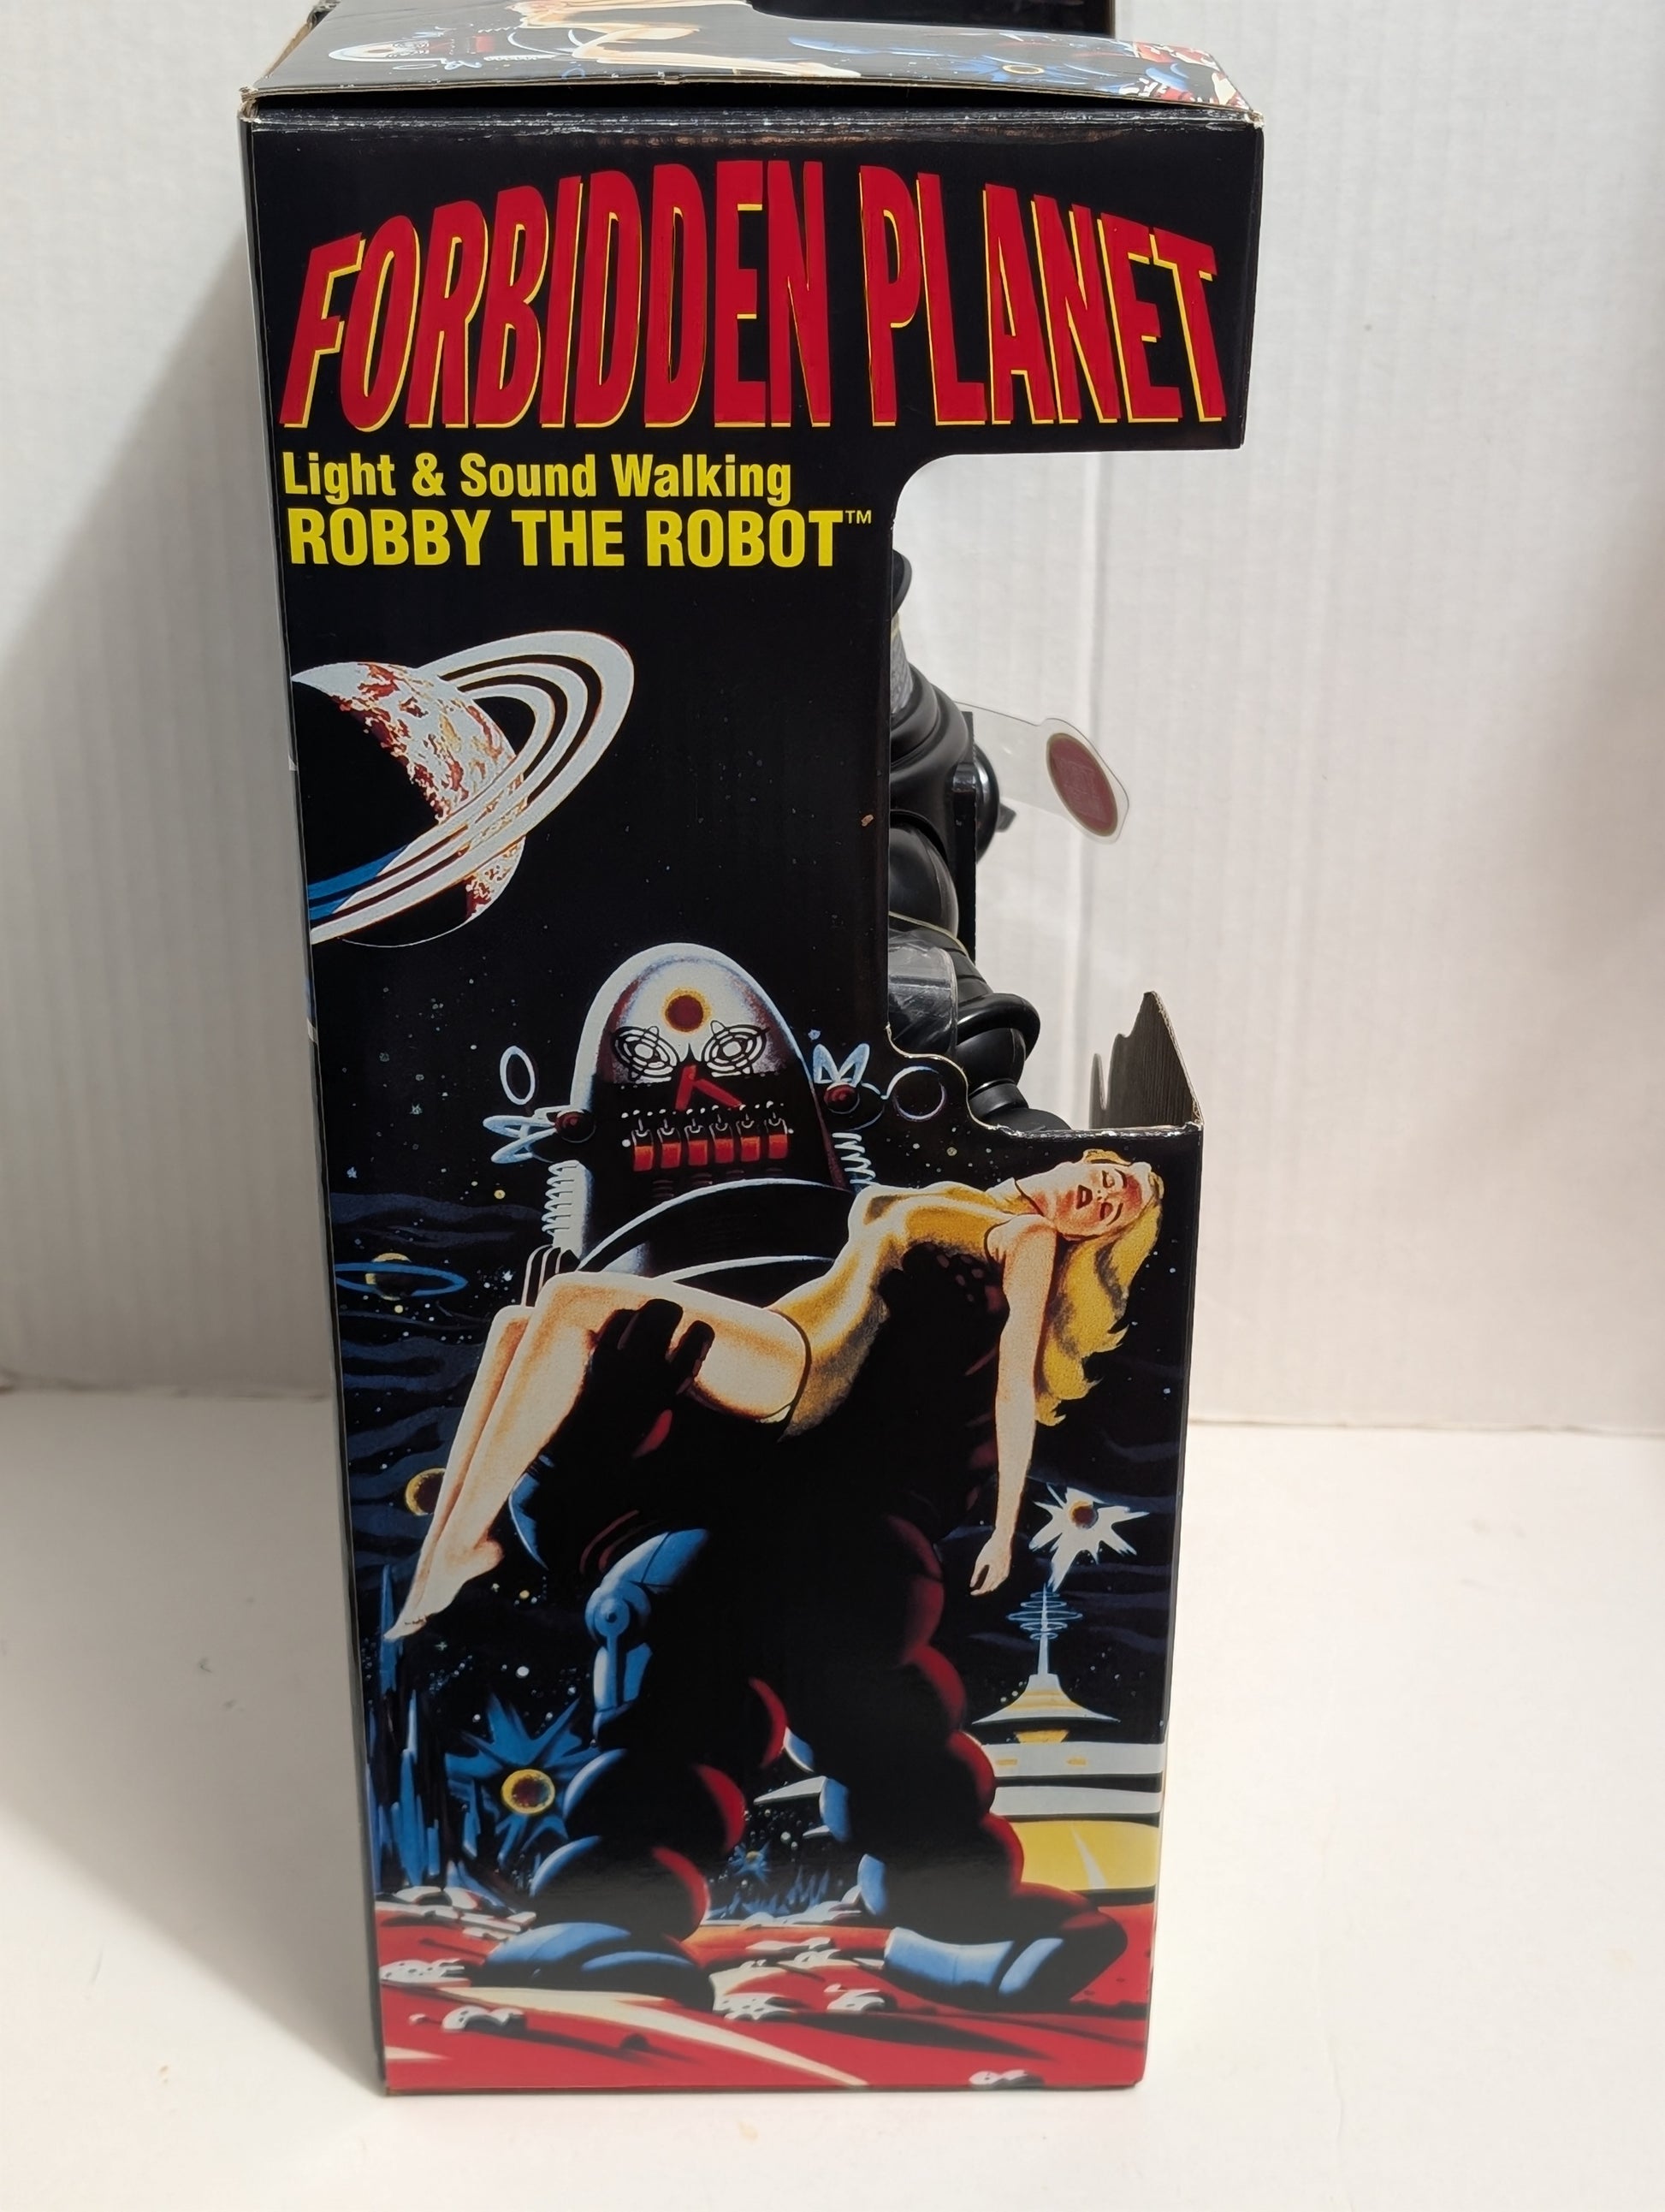 FORBIDDEN PLANET
Light & Sound Walking
ROBBY THE ROBOT™